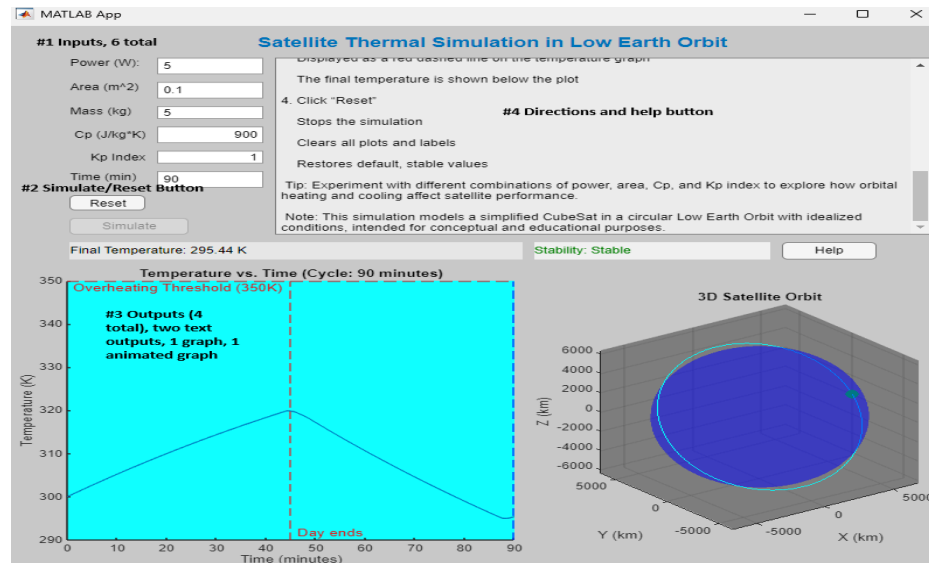 MATLAB App
#1 Inputs, 6 total
Satellite Thermal Simulation in Low Earth Orbit
Power (W): 5
Area (m^2) 0.1
Mass (kg) 5
Cp (J/kg*K) 900
Kp Index 1
Time (min) 90
#2 Simulate/Reset Button
Reset
Simulate
Displayed as a red dashed line on the temperature graph
The final temperature is shown below the plot
4. Click "Reset"
#4 Directions and help button
Stops the simulation
Clears all plots and labels
Restores default, stable values
Tip: Experiment with different combinations of power, area, Cp, and Kp index to explore how orbital
heating and cooling affect satellite performance.
Note: This simulation models a simplified CubeSat in a circular Low Earth Orbit with idealized
conditions, intended for conceptual and educational purposes.
Final Temperature: 295.44 K
Stability: Stable
Help
Temperature vs. Time (Cycle: 90 minutes)
Overheating Threshold (350K)
#3 Outputs (4
total), two text
outputs, 1 graph, 1
animated graph
Day ends
350
340
330
320
310
300
290
Temperature (K)
0 10 20 30 40 50 60 70 80 90
Time (minutes)
3D Satellite Orbit
6000
4000
2000
0
-2000
-4000
-6000
Z (km)
5000
0
-5000
Y (km)
-5000
0
5000
X (km)